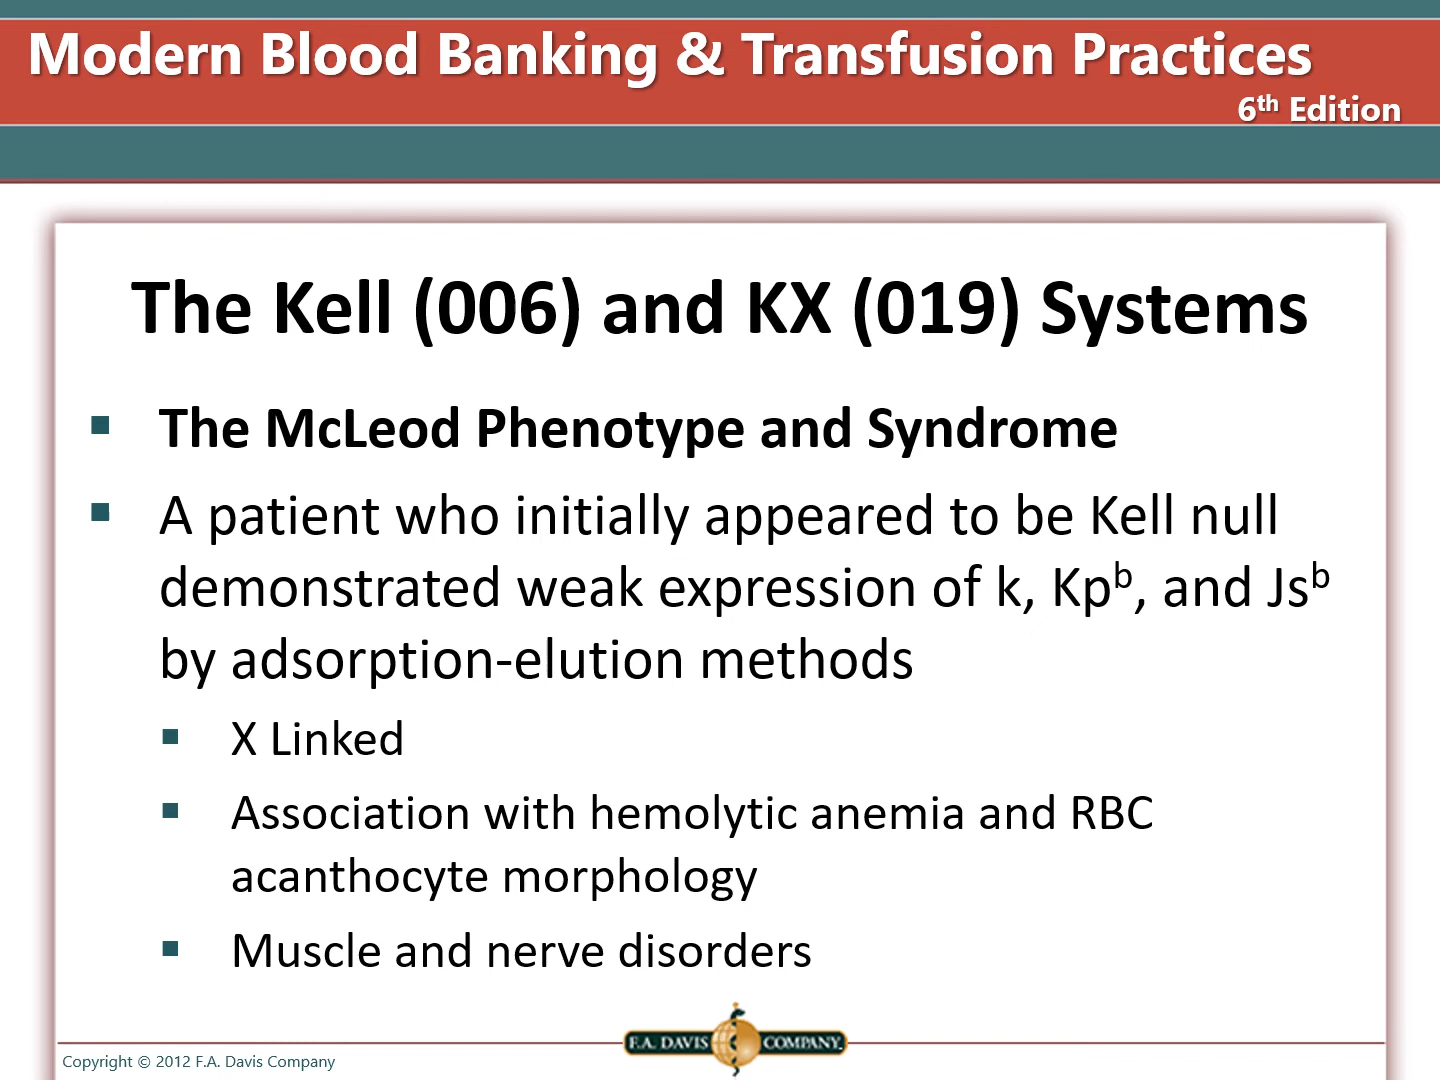 Modern Blood Banking & Transfusion Practices
6th Edition
The Kell (006) and KX (019) Systems
▪ The McLeod Phenotype and Syndrome
▪ A patient who initially appeared to be Kell null
demonstrated weak expression of k, Kpᵇ, and Jsᵇ
by adsorption-elution methods
▪ X Linked
▪ Association with hemolytic anemia and RBC
acanthocyte morphology
▪ Muscle and nerve disorders
F.A. DAVIS COMPANY.
Copyright © 2012 F.A. Davis Company